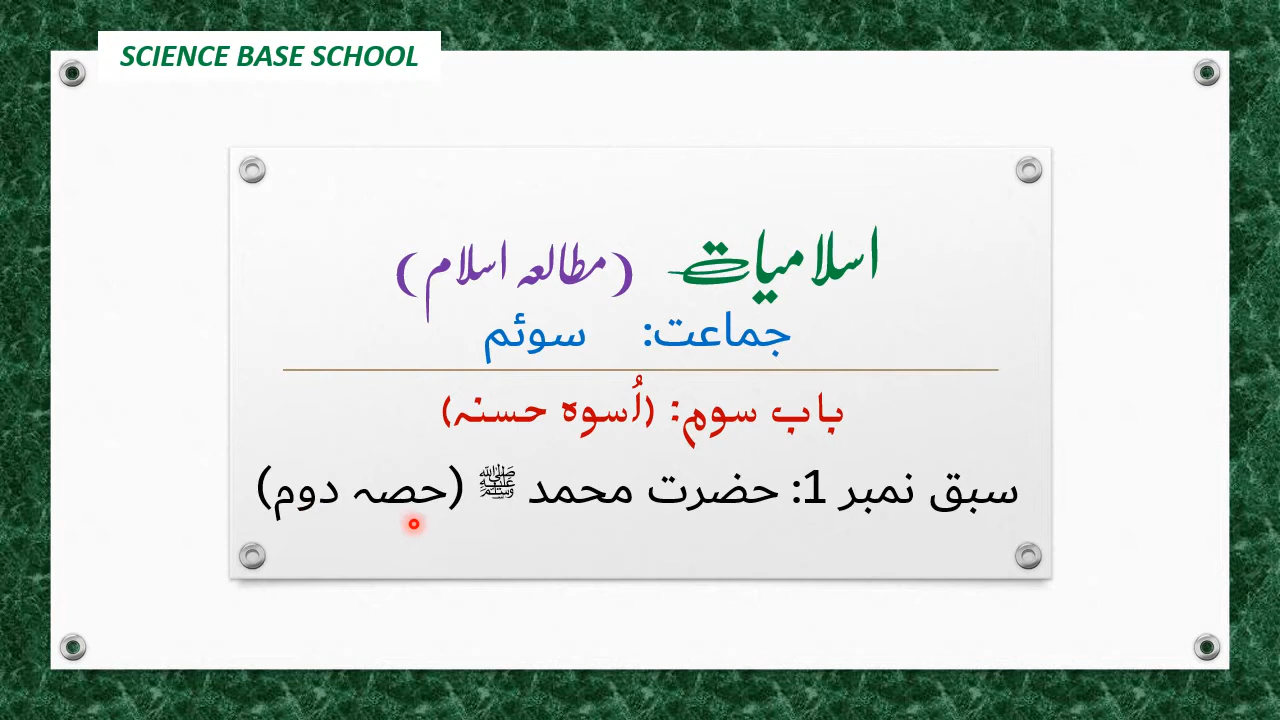 SCIENCE BASE SCHOOL
اسلامیات (مطالعہ اسلام)
جماعت: سوئم
باب سوم: (اُسوہ حسنہ)
سبق نمبر 1: حضرت محمد ﷺ (حصہ دوم)